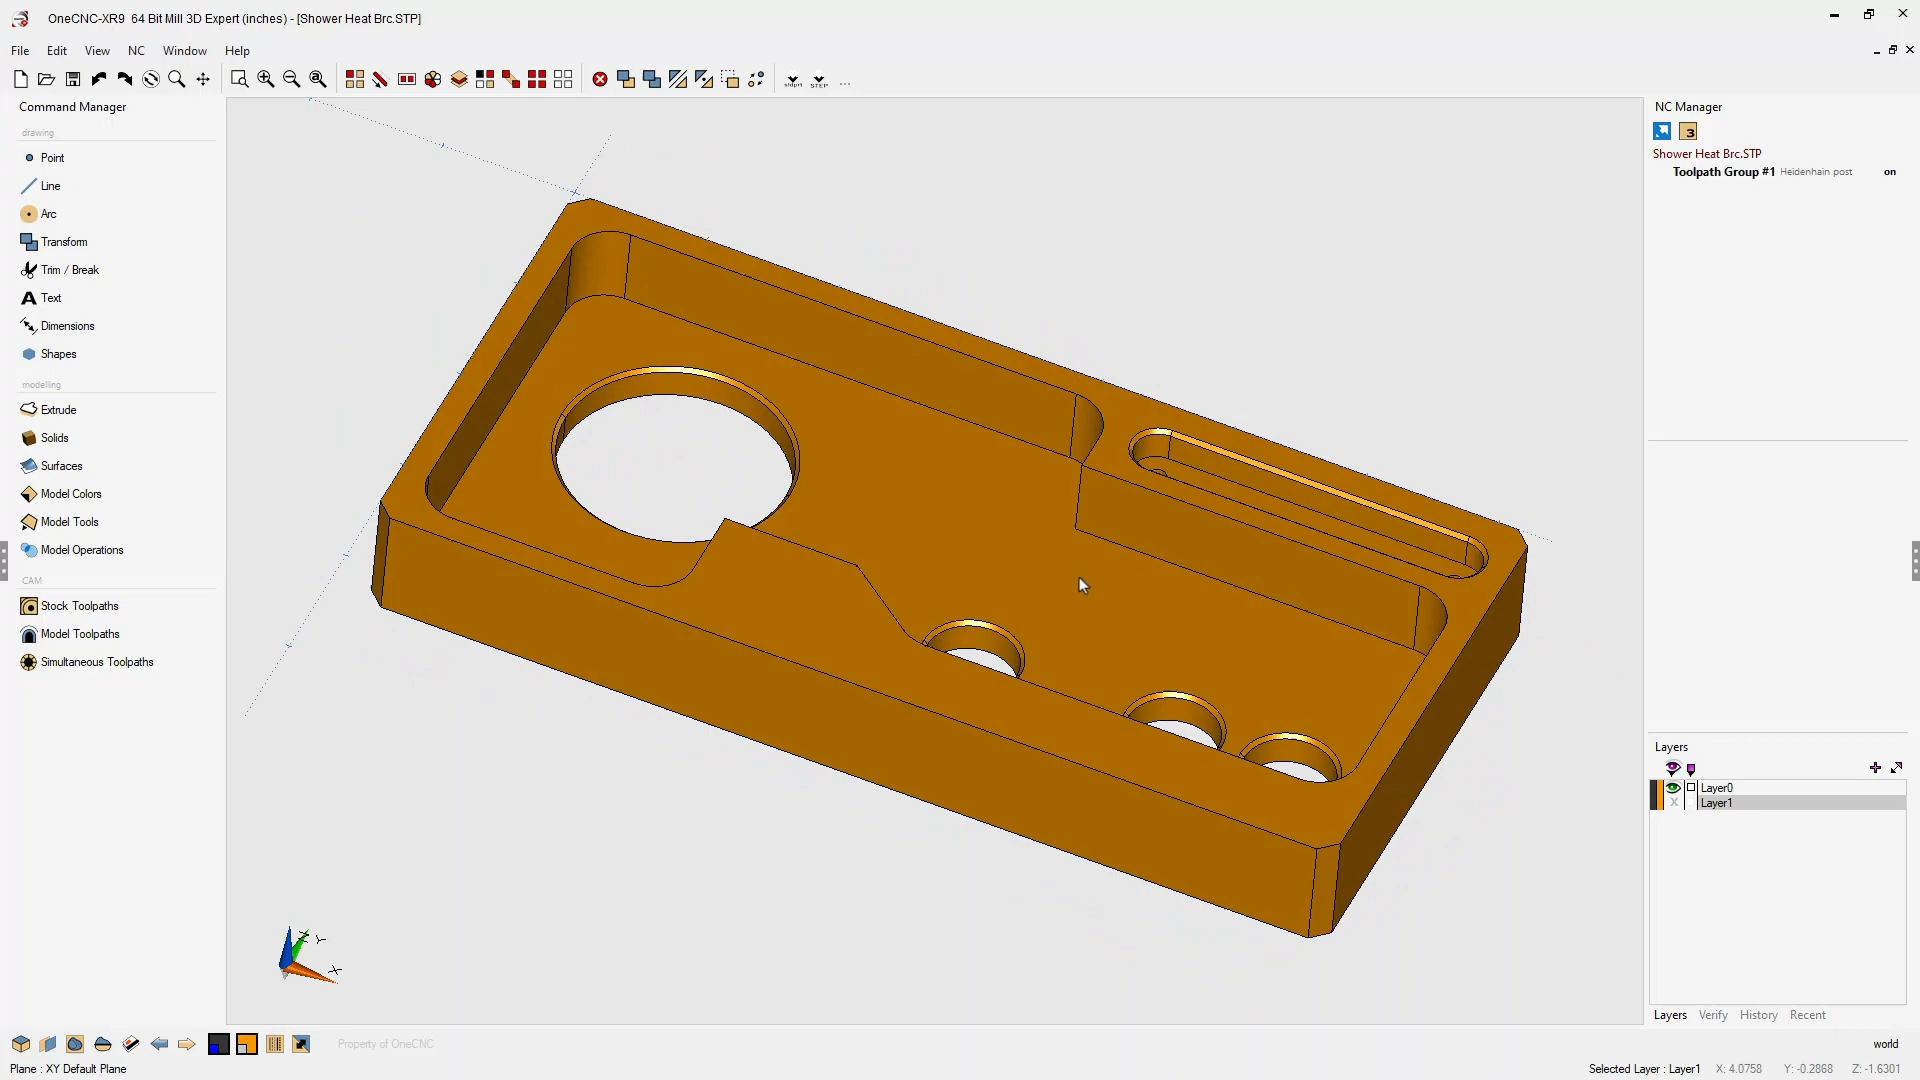 OneCNC-XR9 64 Bit Mill 3D Expert (inches) - [Shower Heat Brc.STP]
File Edit View NC Window Help
STEP ...
Command Manager
drawing
Point
Line
Arc
Transform
Trim / Break
A Text
Dimensions
Shapes
modelling
Extrude
Solids
Surfaces
Model Colors
Model Tools
Model Operations
CAM
Stock Toolpaths
Model Toolpaths
Simultaneous Toolpaths
NC Manager
3
Shower Heat Brc.STP
Toolpath Group #1 Heidenhain post on
Z Y
X
Layers
Layer0
X Layer1
Layers Verify History Recent
Property of OneCNC
world
Plane : XY Default Plane
Selected Layer : Layer1 X: 4.0758 Y: -0.2868 Z: -1.6301